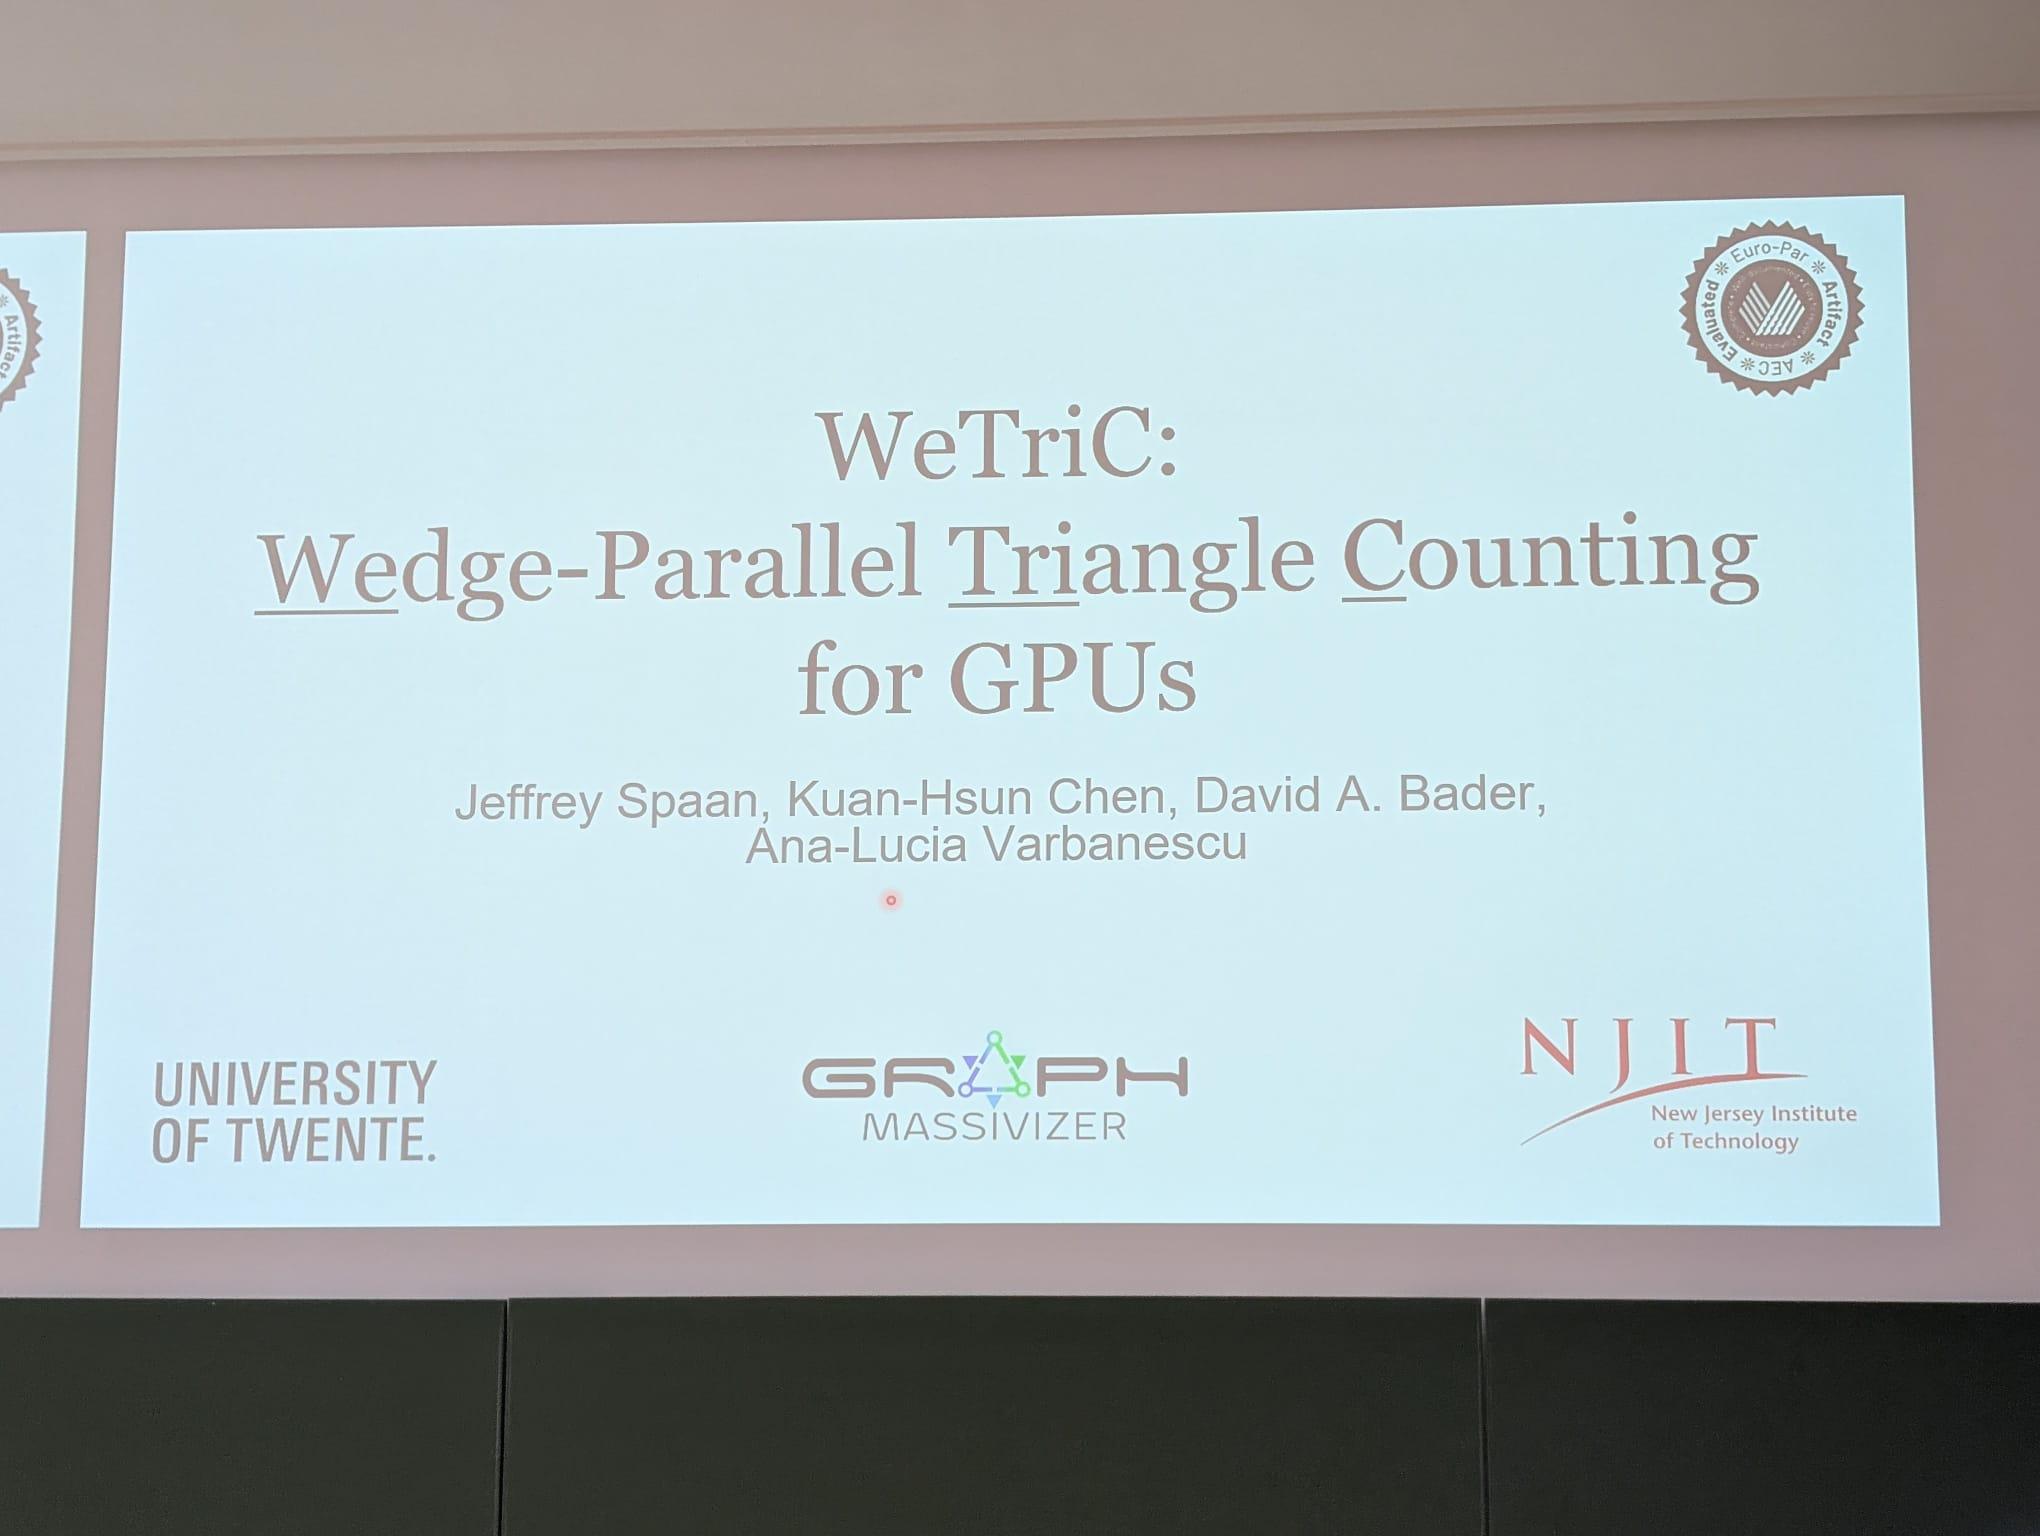 Artifact
Euro-Par * Artifact * AEC * Evaluated *
WeTriC:
Wedge-Parallel Triangle Counting
for GPUs
Jeffrey Spaan, Kuan-Hsun Chen, David A. Bader,
Ana-Lucia Varbanescu
UNIVERSITY
OF TWENTE.
GRAPH
MASSIVIZER
NJIT
New Jersey Institute
of Technology